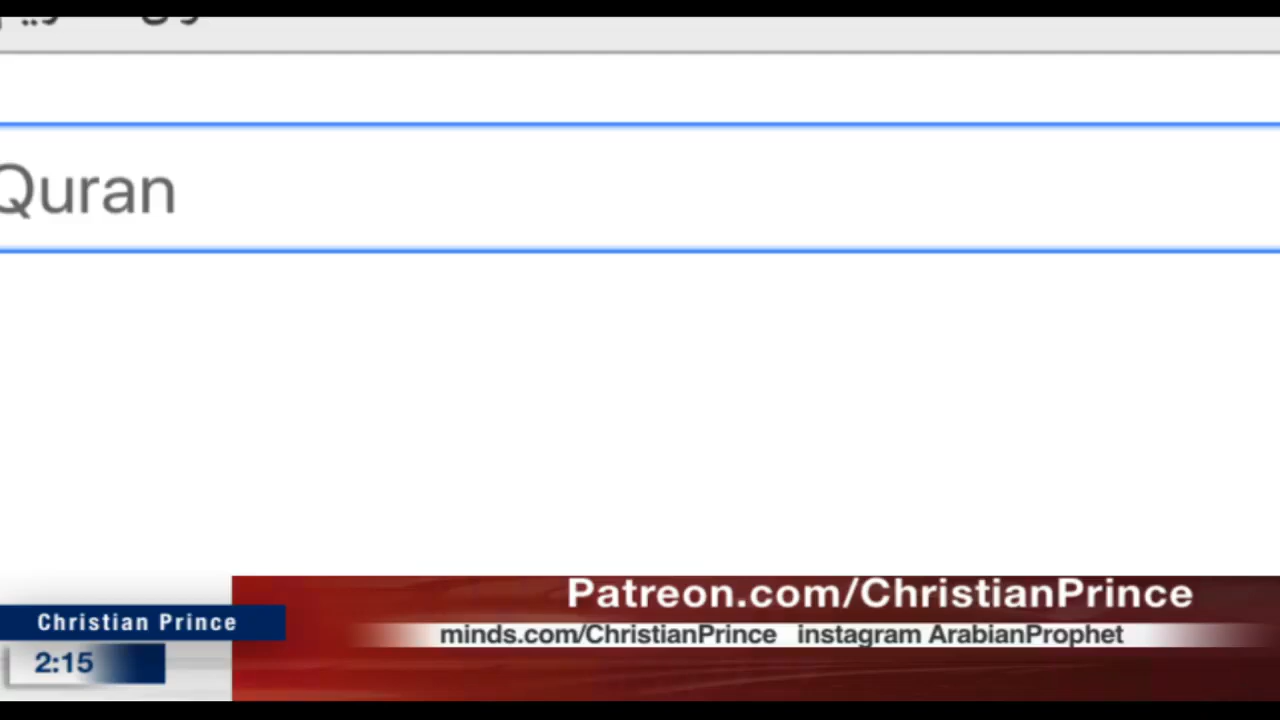 Quran
Patreon.com/ChristianPrince
Christian Prince
minds.com/ChristianPrince instagram ArabianProphet
2:15